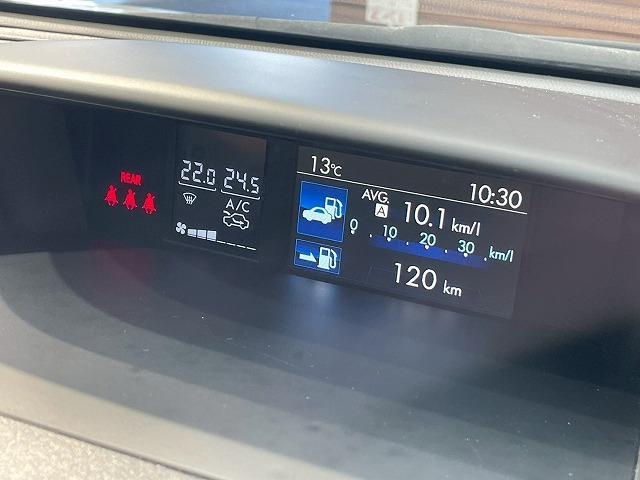 REAR
22.0 24.5
A/C
13℃
10:30
AVG.
A 10.1 km/l
0 . 10 . 20 . 30 . km/l
120 km